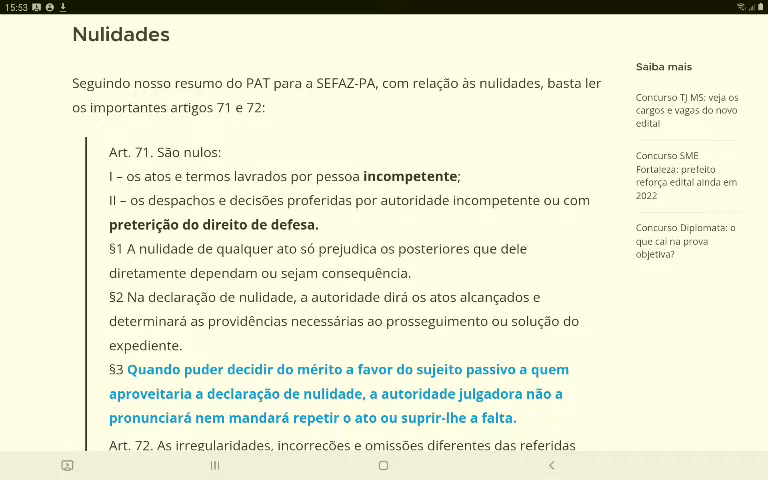 15:53
Nulidades
Seguindo nosso resumo do PAT para a SEFAZ-PA, com relação às nulidades, basta ler
os importantes artigos 71 e 72:
Art. 71. São nulos:
I – os atos e termos lavrados por pessoa incompetente;
II – os despachos e decisões proferidas por autoridade incompetente ou com
preterição do direito de defesa.
§1 A nulidade de qualquer ato só prejudica os posteriores que dele
diretamente dependam ou sejam consequência.
§2 Na declaração de nulidade, a autoridade dirá os atos alcançados e
determinará as providências necessárias ao prosseguimento ou solução do
expediente.
§3 Quando puder decidir do mérito a favor do sujeito passivo a quem
aproveitaria a declaração de nulidade, a autoridade julgadora não a
pronunciará nem mandará repetir o ato ou suprir-lhe a falta.
Art. 72. As irregularidades, incorreções e omissões diferentes das referidas
Saiba mais
Concurso TJ MS: veja os
cargos e vagas do novo
edital
Concurso SME
Fortaleza: prefeito
reforça edital ainda em
2022
Concurso Diplomata: o
que cai na prova
objetiva?